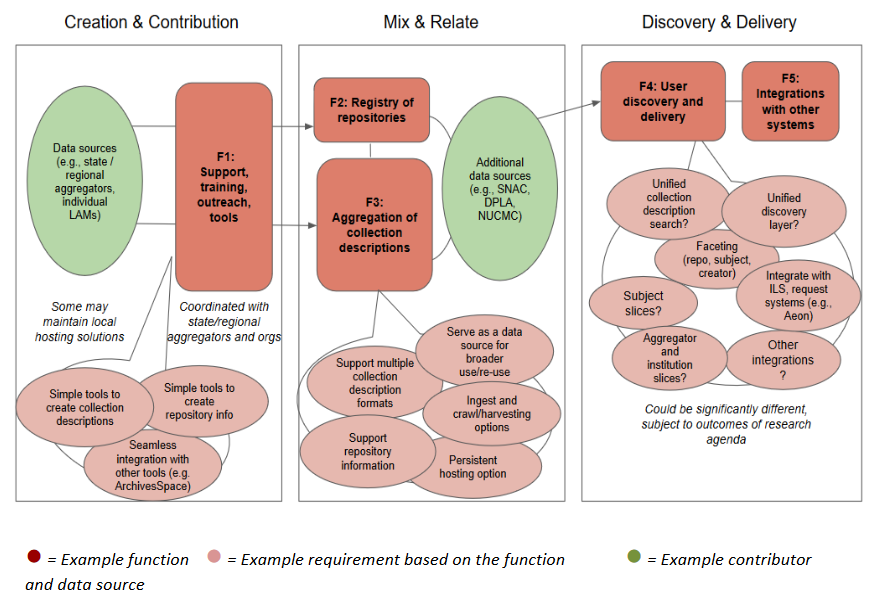 Creation & Contribution
Data sources
(e.g., state /
regional
aggregators,
individual
LAMs)
F1:
Support,
training,
outreach,
tools
Some may
maintain local
hosting solutions
Coordinated with
state/regional
aggregators and orgs
Simple tools to
create collection
descriptions
Simple tools to
create
repository info
Seamless
integration with
other tools (e.g.
ArchivesSpace)
Mix & Relate
F2: Registry of
repositories
F3:
Aggregation of
collection
descriptions
Additional
data sources
(e.g., SNAC,
DPLA,
NUCMC)
Serve as a data
source for
broader
use/re-use
Support multiple
collection
description
formats
Ingest and
crawl/harvesting
options
Support
repository
information
Persistent
hosting option
Discovery & Delivery
F4: User
discovery and
delivery
F5:
Integrations
with other
systems
Unified
collection
description
search?
Unified
discovery
layer?
Faceting
(repo, subject,
creator)
Subject
slices?
Integrate with
ILS, request
systems (e.g.,
Aeon)
Aggregator
and
institution
slices?
Other
integrations
?
Could be significantly different,
subject to outcomes of research
agenda
= Example function
= Example requirement based on the function
and data source
= Example contributor